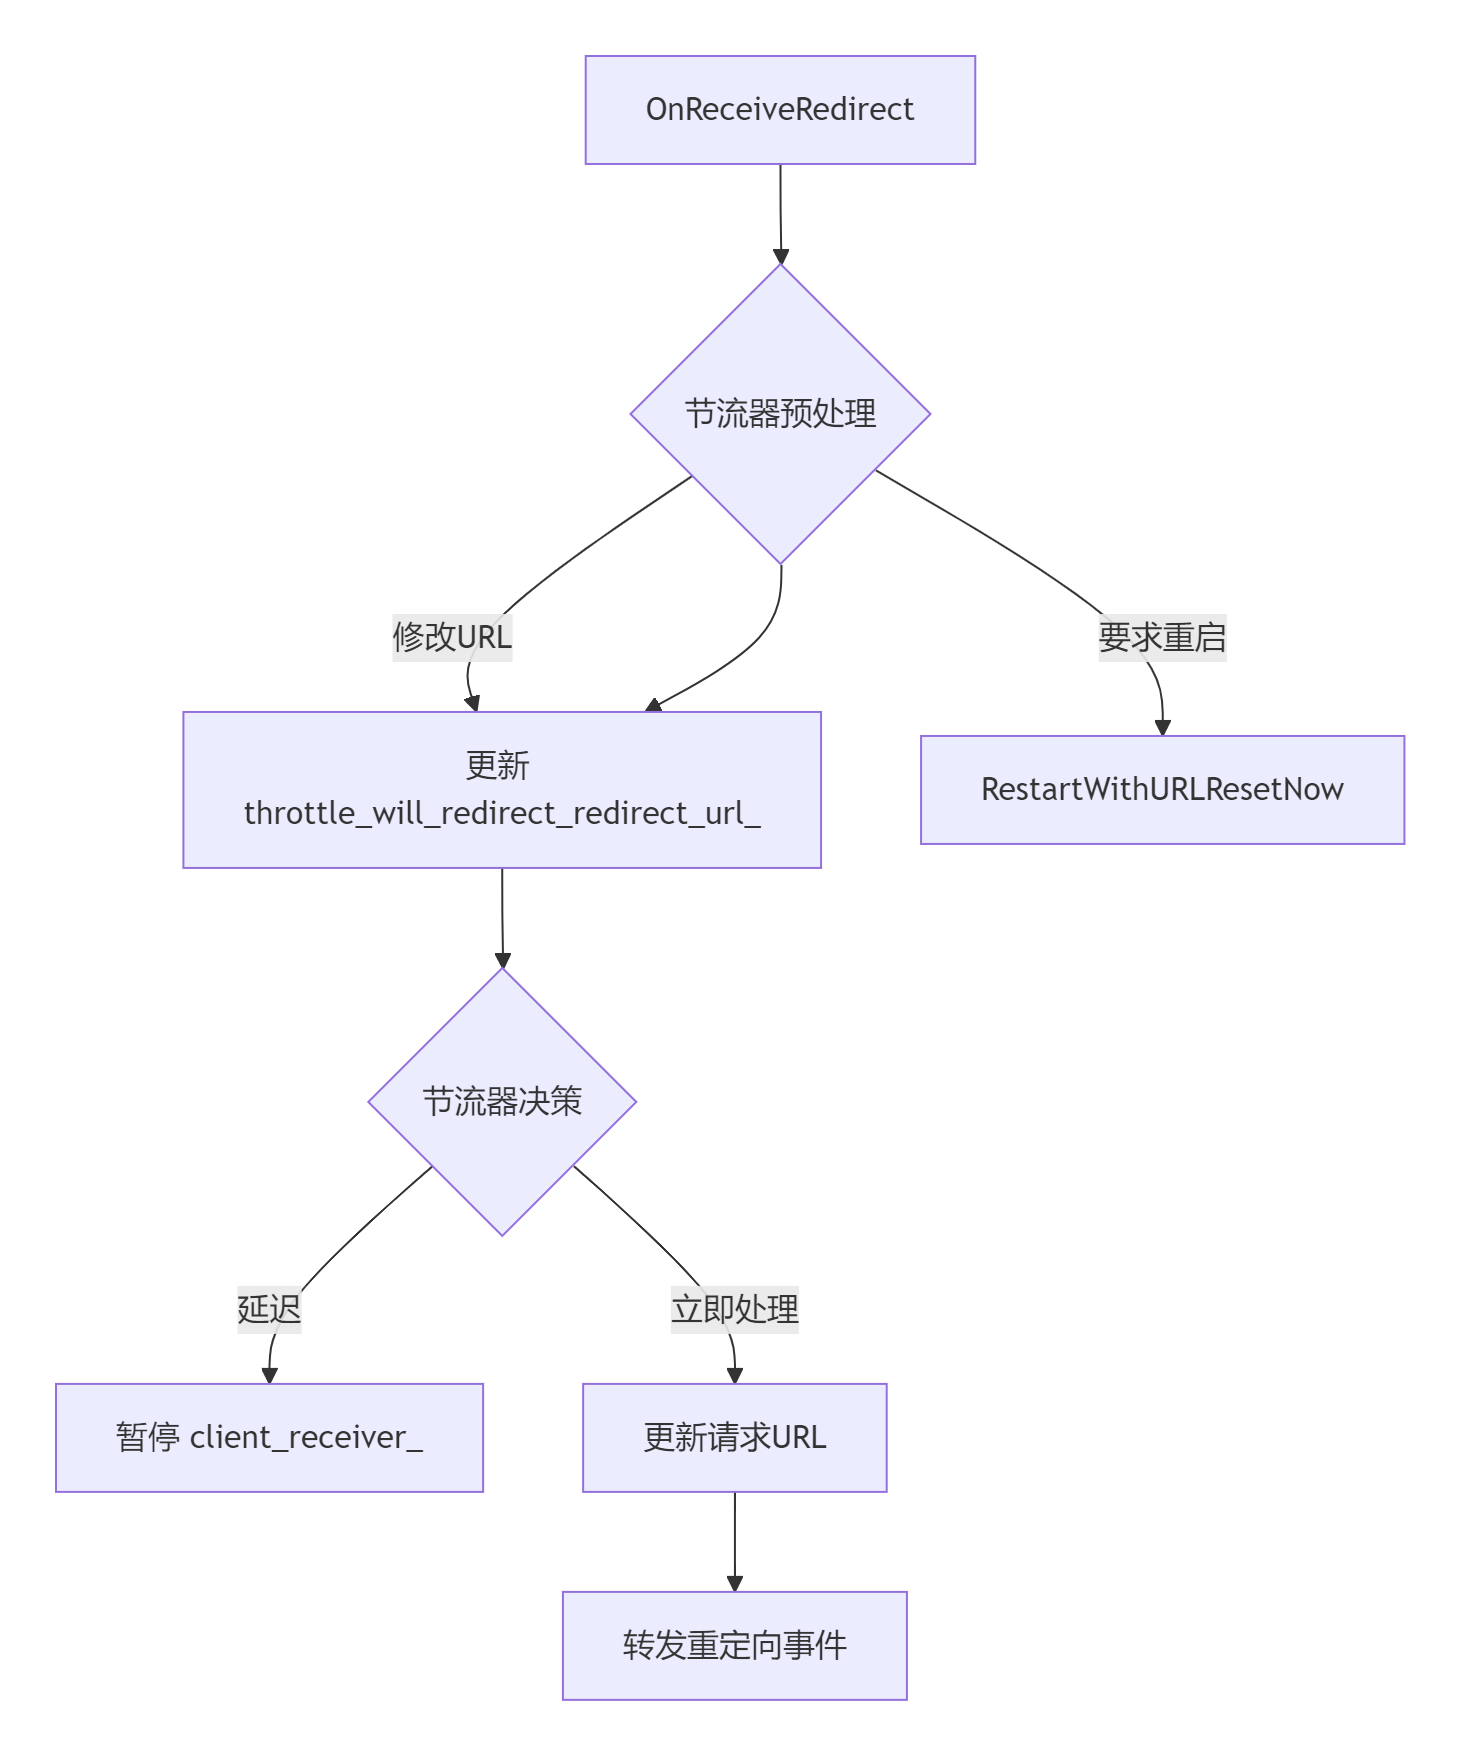 OnReceiveRedirect
节流器预处理
修改URL
要求重启
更新
throttle_will_redirect_redirect_url_
RestartWithURLResetNow
节流器决策
延迟
立即处理
暂停 client_receiver_
更新请求URL
转发重定向事件